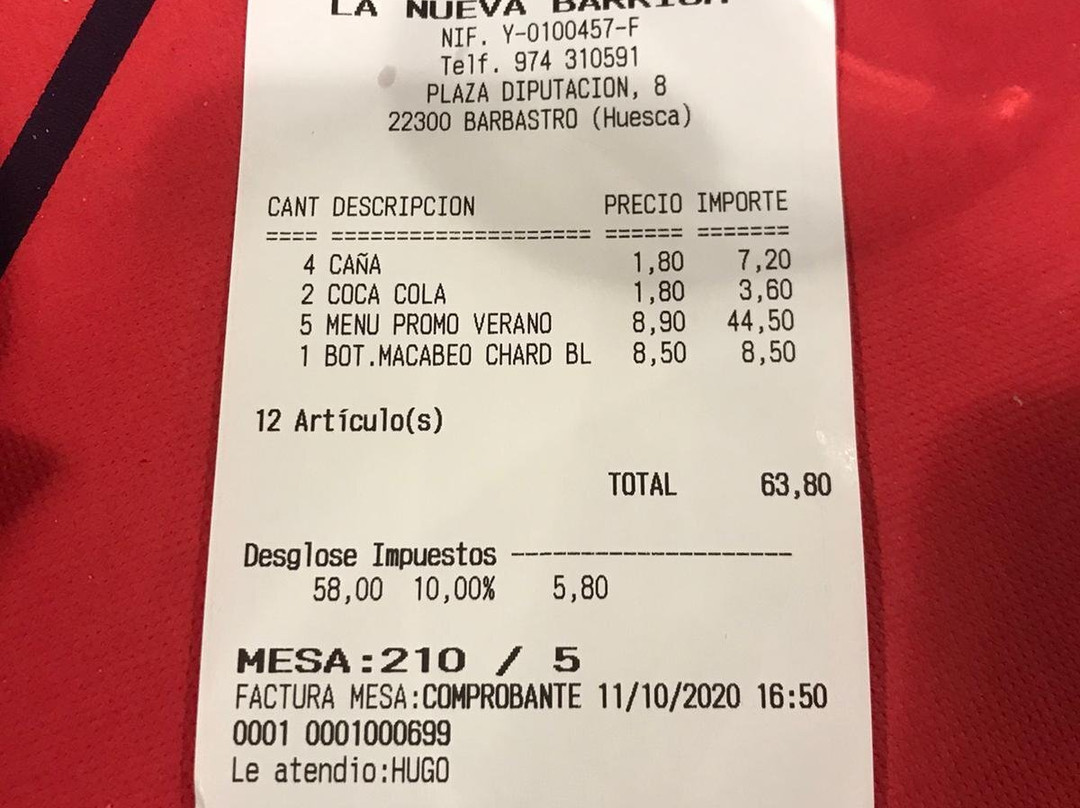 LA NUEVA
NIF. Y-0100457-F
Telf. 974 310591
PLAZA DIPUTACION, 8
22300 BARBASTRO (Huesca)
CANT DESCRIPCION PRECIO IMPORTE
==== ==================== ====== =======
4 CAÑA 1,80 7,20
2 COCA COLA 1,80 3,60
5 MENU PROMO VERANO 8,90 44,50
1 BOT.MACABEO CHARD BL 8,50 8,50
12 Artículo(s)
TOTAL 63,80
Desglose Impuestos --------------------
58,00 10,00% 5,80
MESA:210 / 5
FACTURA MESA:COMPROBANTE 11/10/2020 16:50
0001 0001000699
Le atendio:HUGO